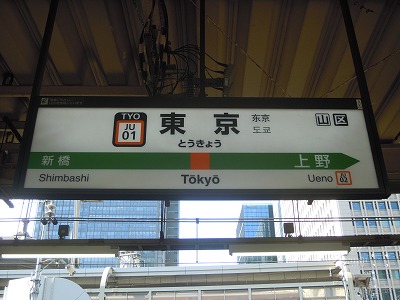 TYO
JU
01
東京
とうきょう
东京
도쿄
山区
新橋
上野
Shimbashi
Tōkyō
Ueno
JU
02